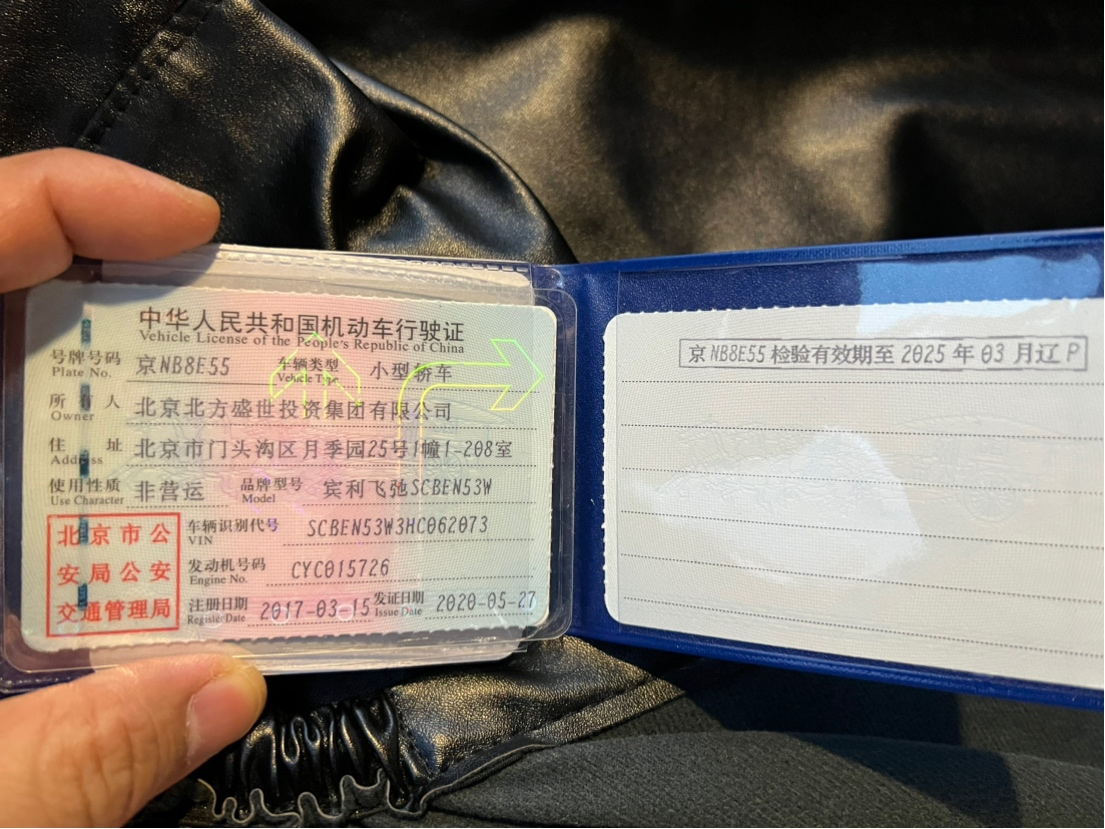 中华人民共和国机动车行驶证
Vehicle License of the People's Republic of China
号牌号码 京NB8E55 车辆类型 小型轿车
Plate No. Vehicle Type
所有人 北京北方盛世投资集团有限公司
Owner
住址 北京市门头沟区月季园25号1幢1-208室
Address
使用性质 非营运 品牌型号 宾利飞弛SCBEN53W
Use Character Model
北京市公
安局公安
交通管理局
车辆识别代号 SCBEN53W3HC062073
VIN
发动机号码 CYC015726
Engine No.
注册日期 2017-03-15 发证日期 2020-05-27
Register Date Issue Date
京NB8E55检验有效期至2025年03月辽P